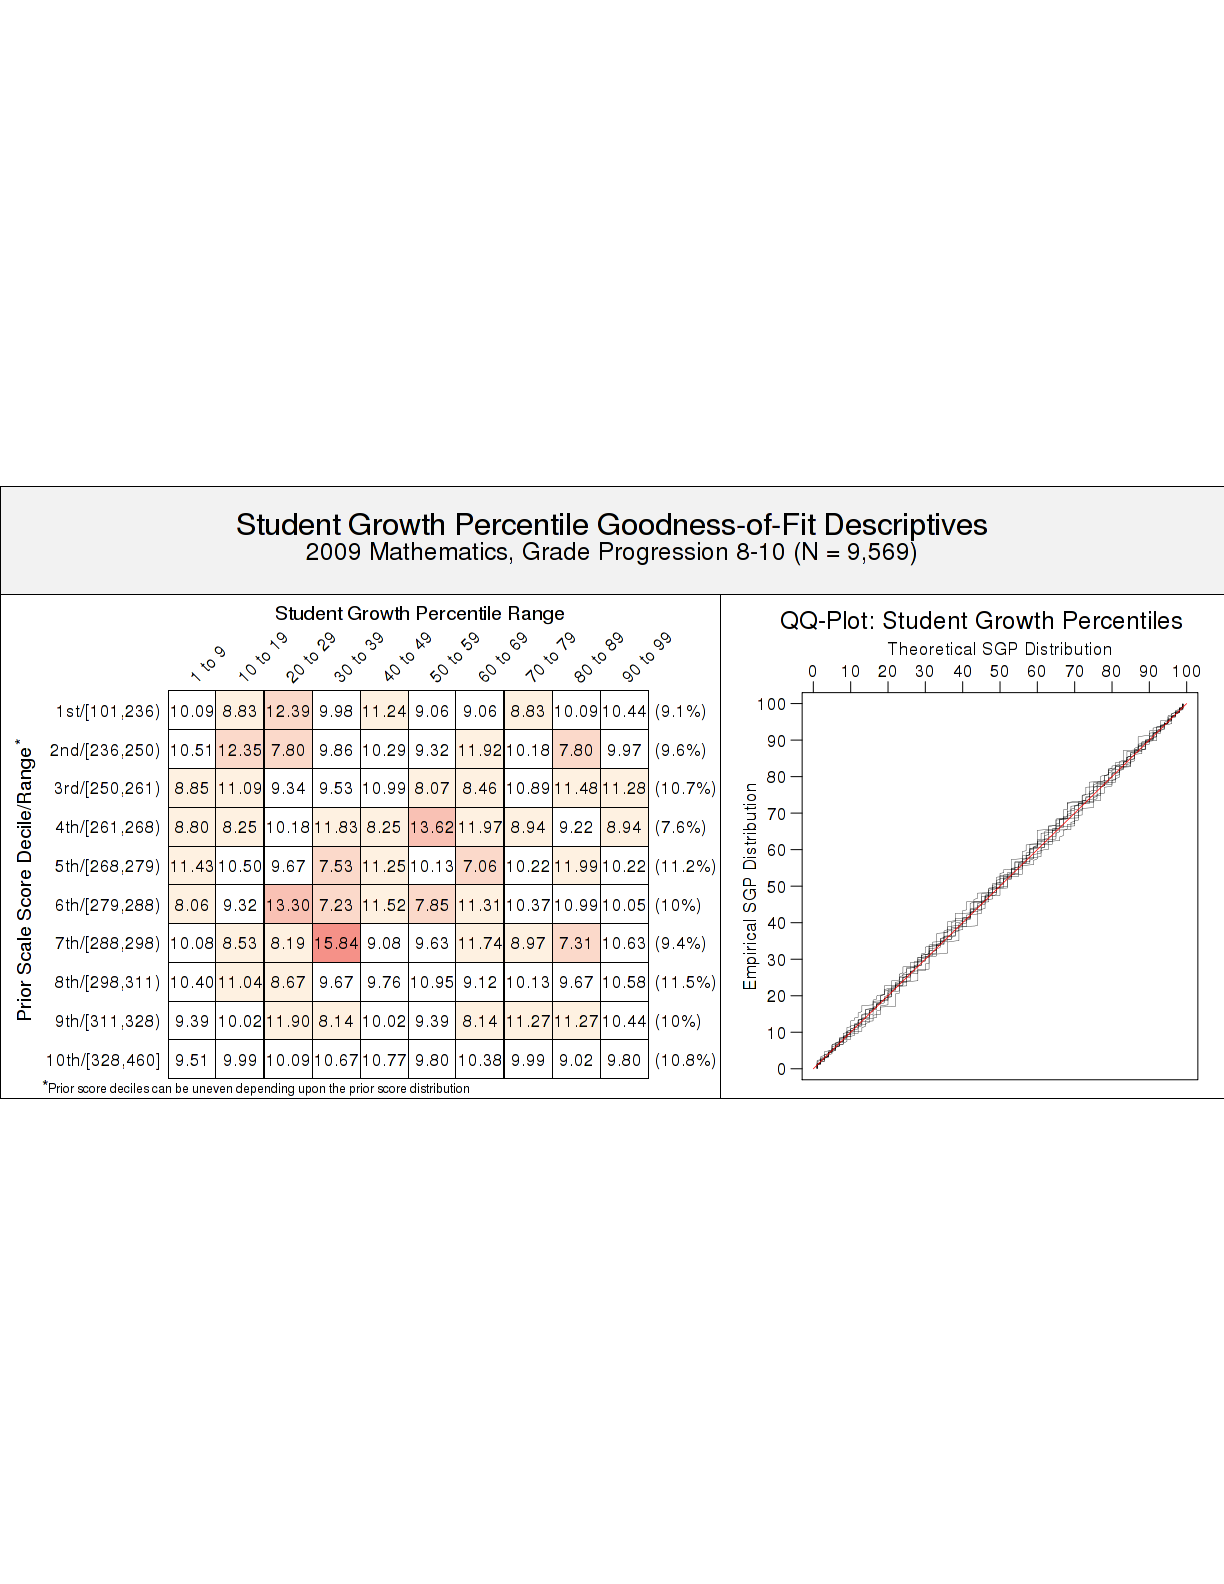 Student Growth Percentile Goodness-of-Fit Descriptives
2009 Mathematics, Grade Progression 8-10 (N = 9,569)
Student Growth Percentile Range
1 to 9 10 to 19 20 to 29 30 to 39 40 to 49 50 to 59 60 to 69 70 to 79 80 to 89 90 to 99
Prior Scale Score Decile/Range*
1st/[101,236) 10.09 8.83 12.39 9.98 11.24 9.06 9.06 8.83 10.09 10.44 (9.1%)
2nd/[236,250) 10.51 12.35 7.80 9.86 10.29 9.32 11.92 10.18 7.80 9.97 (9.6%)
3rd/[250,261) 8.85 11.09 9.34 9.53 10.99 8.07 8.46 10.89 11.48 11.28 (10.7%)
4th/[261,268) 8.80 8.25 10.18 11.83 8.25 13.62 11.97 8.94 9.22 8.94 (7.6%)
5th/[268,279) 11.43 10.50 9.67 7.53 11.25 10.13 7.06 10.22 11.99 10.22 (11.2%)
6th/[279,288) 8.06 9.32 13.30 7.23 11.52 7.85 11.31 10.37 10.99 10.05 (10%)
7th/[288,298) 10.08 8.53 8.19 15.84 9.08 9.63 11.74 8.97 7.31 10.63 (9.4%)
8th/[298,311) 10.40 11.04 8.67 9.67 9.76 10.95 9.12 10.13 9.67 10.58 (11.5%)
9th/[311,328) 9.39 10.02 11.90 8.14 10.02 9.39 8.14 11.27 11.27 10.44 (10%)
10th/[328,460] 9.51 9.99 10.09 10.67 10.77 9.80 10.38 9.99 9.02 9.80 (10.8%)
*Prior score deciles can be uneven depending upon the prior score distribution
QQ-Plot: Student Growth Percentiles
Theoretical SGP Distribution
0 10 20 30 40 50 60 70 80 90 100
Empirical SGP Distribution
100
90
80
70
60
50
40
30
20
10
0